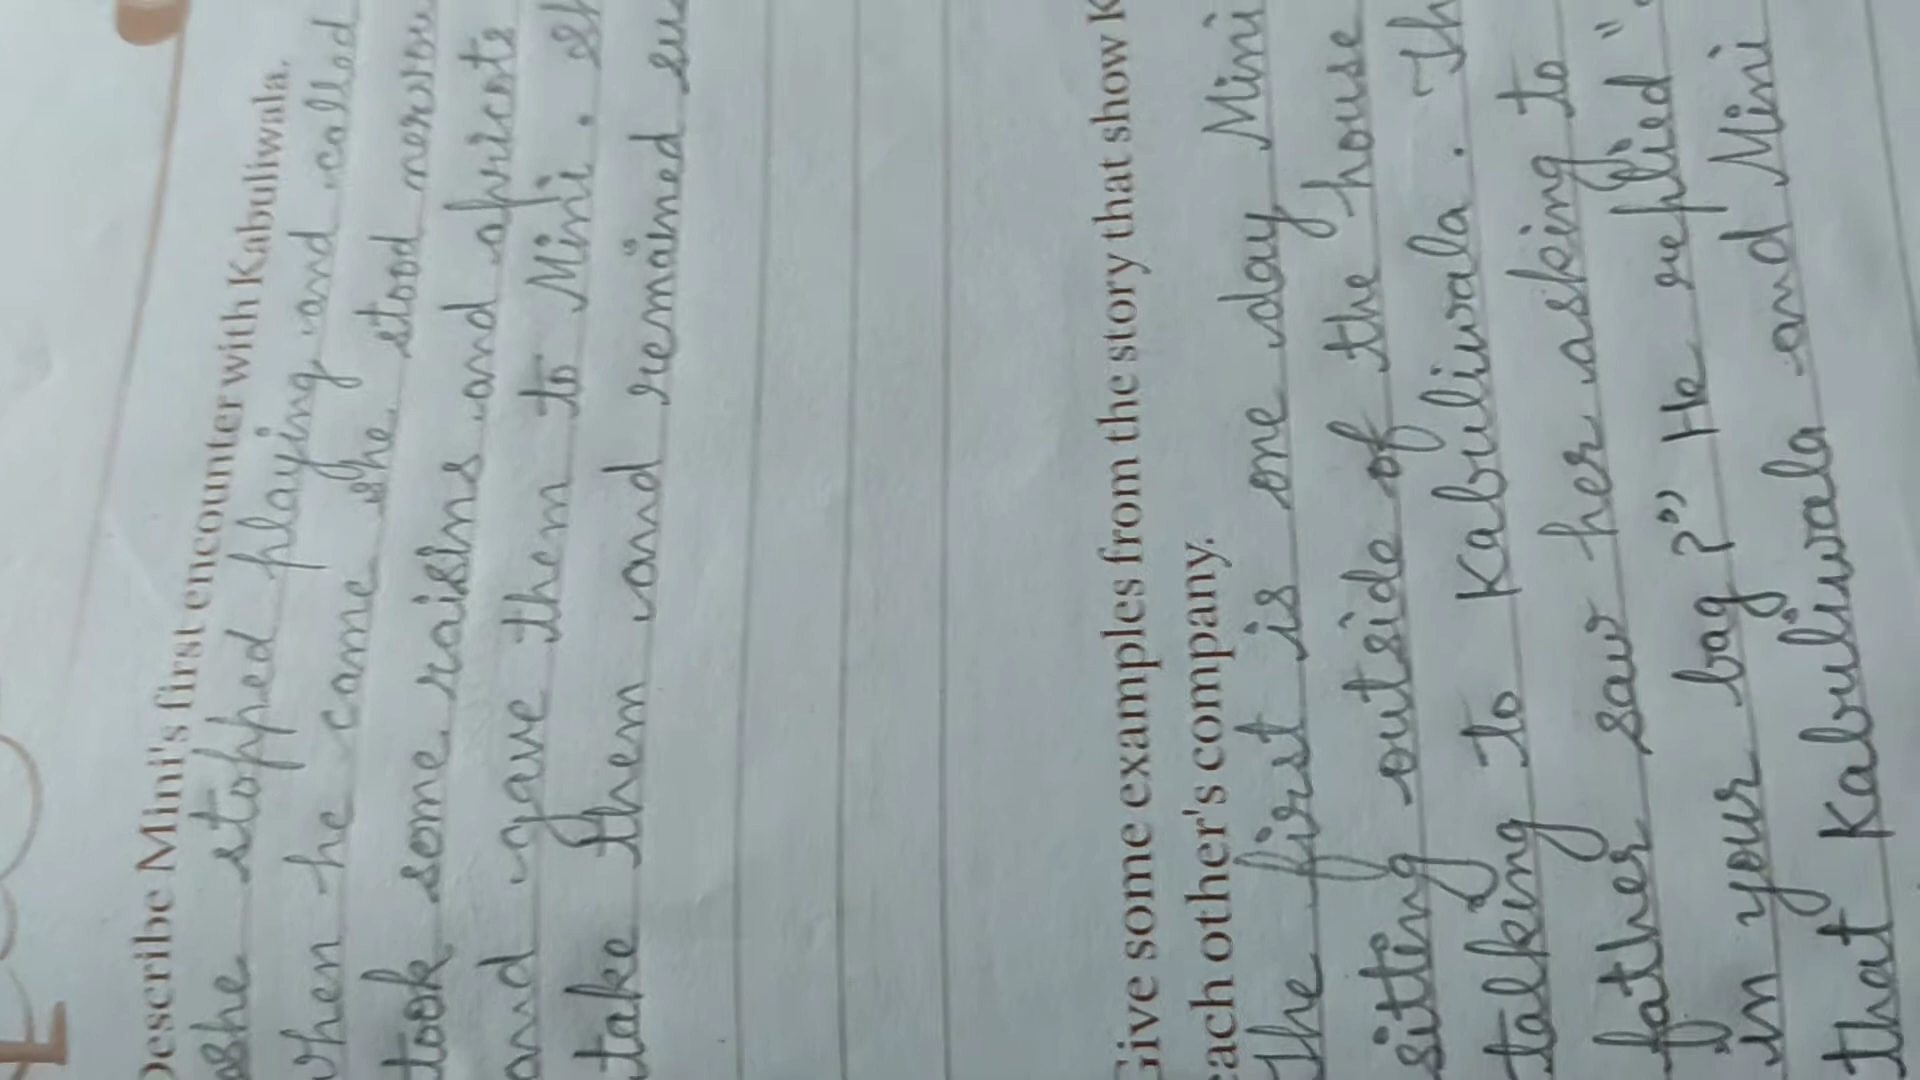 Describe Mini's first encounter with Kabuliwala.
she stopped playing and called
when he came she stood
took some raisins and apricots
and gave them to Mini.
take them and remained
Give some examples from the story that show
each other's company.
the first is one day Mini
sitting outside of the house
talking to Kabuliwala.
father saw her asking to
in your bag?" He replied "
that Kabuliwala and Mini